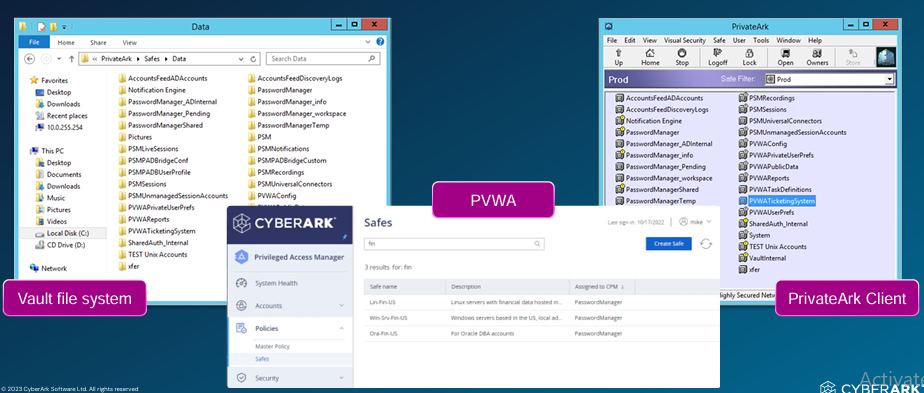 Data
File
Home
Share
View
« PrivateArk › Safes › Data
Search Data
Favorites
Desktop
Downloads
Recent places
10.0.255.254
This PC
Desktop
Documents
Downloads
Music
Pictures
Videos
Local Disk (C:)
CD Drive (D:)
Network
AccountsFeedADAccounts
Notification Engine
PasswordManager_ADInternal
PasswordManager_Pending
PasswordManagerShared
Pictures
PSMLiveSessions
PSMPADBridgeConf
PSMPADBUserProfile
PSMSessions
PSMUnmanagedSessionAccounts
PVWAConfig
PVWAPrivateUserPrefs
PVWAReports
PVWATicketingSystem
SharedAuth_Internal
TEST Unix Accounts
xfer
AccountsFeedDiscoveryLogs
PasswordManager
PasswordManager_info
PasswordManager_workspace
PasswordManagerTemp
PSM
PSMNotifications
PSMPADBridgeCustom
PSMRecordings
PSMUniversalConnectors
PVWAConfig
Vault file system
PVWA
CYBERARK®
Privileged Access Manager
System Health
Accounts
Policies
Master Policy
Safes
Security
Safes
Last sign in: 10/17/2022
mike
fin
Create Safe
3 results for: fin
Safe name Description Assigned to CPM ↓
Lin-Fin-US Linux servers with financial data hosted in... PasswordManager
Win-Srv-Fin-US Windows servers based in the US, local ad... PasswordManager
Ora-Fin-US For Oracle DBA accounts PasswordManager
PrivateArk
File Edit View Visual Security Safe User Tools Window Help
Up Home Stop Logoff Lock Open Owners Store
Prod
Safe Filter:
Prod
AccountsFeedADAccounts
AccountsFeedDiscoveryLogs
Notification Engine
PasswordManager
PasswordManager_ADInternal
PasswordManager_info
PasswordManager_Pending
PasswordManager_workspace
PasswordManagerShared
PasswordManagerTemp
PSMRecordings
PSMSessions
PSMUniversalConnectors
PSMUnmanagedSessionAccounts
PVWAConfig
PVWAPrivateUserPrefs
PVWAPublicData
PVWAReports
PVWATaskDefinitions
PVWATicketingSystem
PVWAUserPrefs
SharedAuth_Internal
System
TEST Unix Accounts
VaultInternal
xfer
PrivateArk Client
© 2023 CyberArk Software Ltd. All rights reserved
Activate
CYBERARK